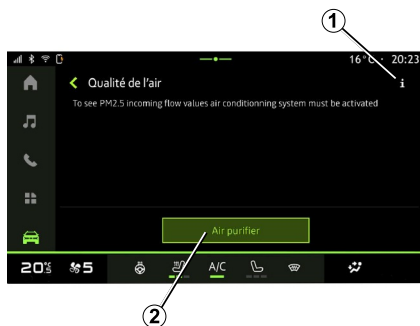 1
16°C · 20:23
Qualité de l'air
i
To see PM2.5 incoming flow values air conditionning system must be activated
Air purifier
20°5 5 A/C
2